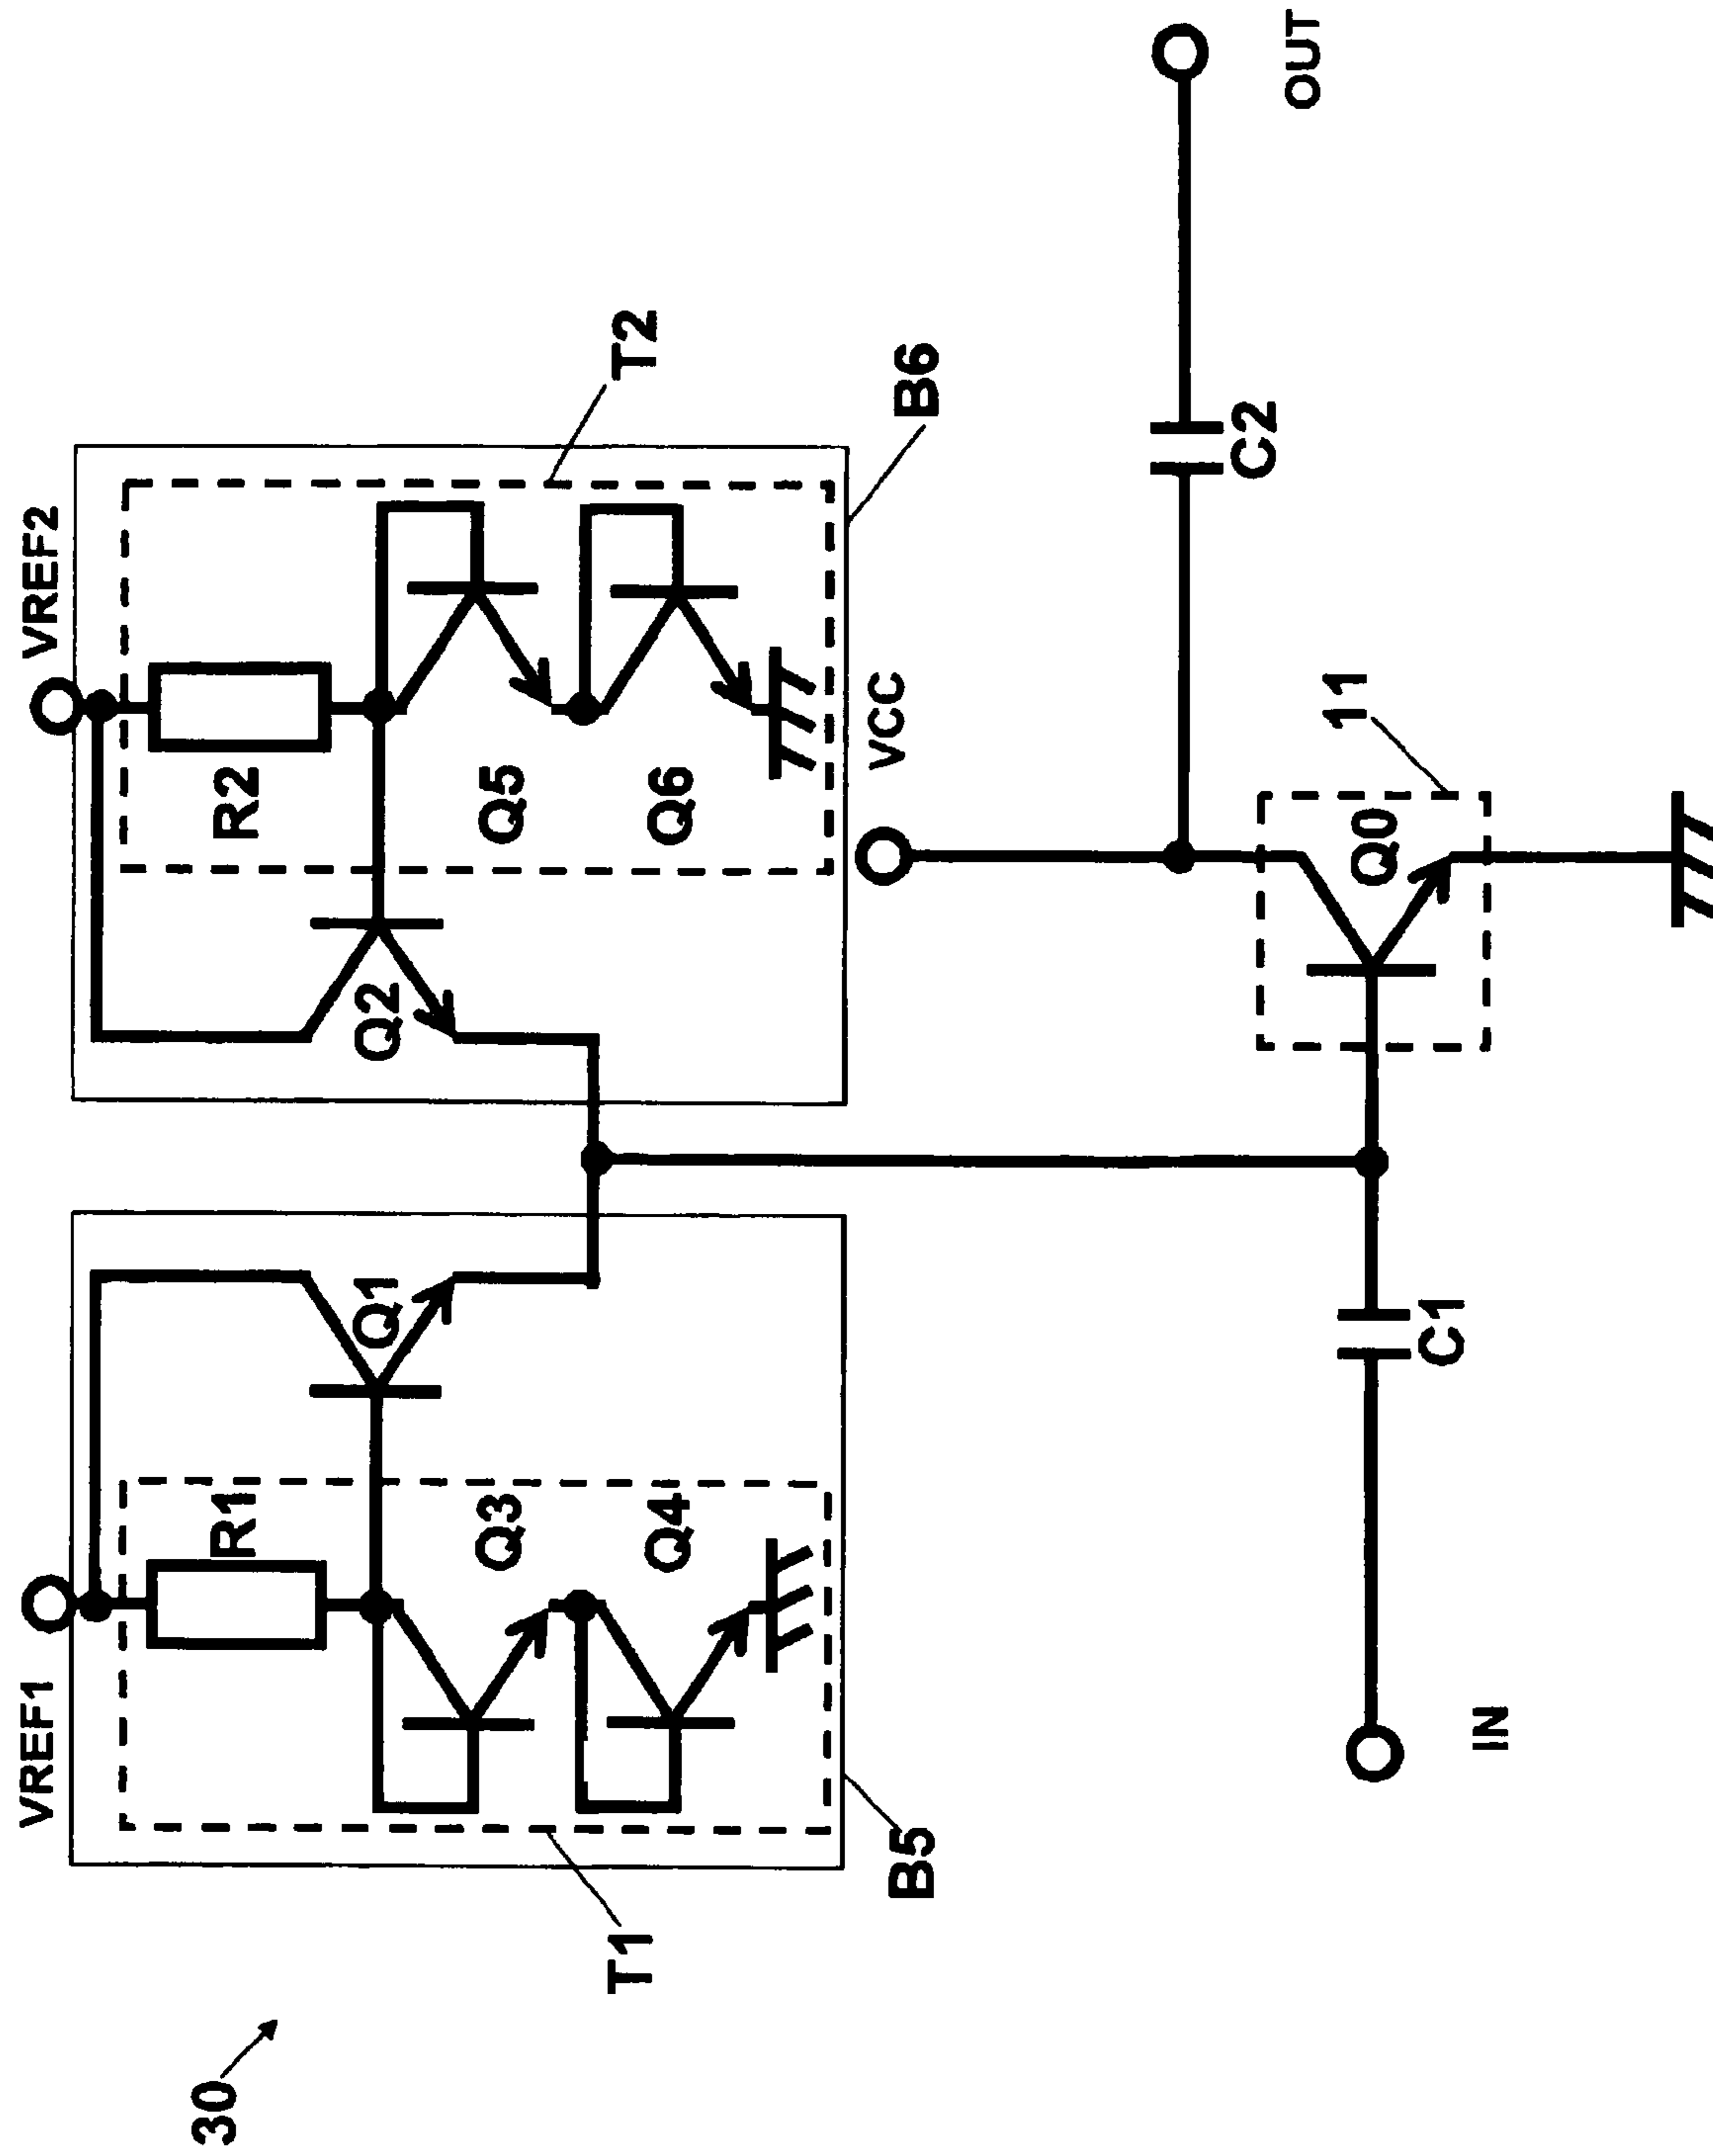 30
VREF1
VREF2
R1
R2
Q1
Q2
Q3
Q5
Q4
Q6
T1
T2
B5
B6
VCC
11
Q0
C2
OUT
C1
IN